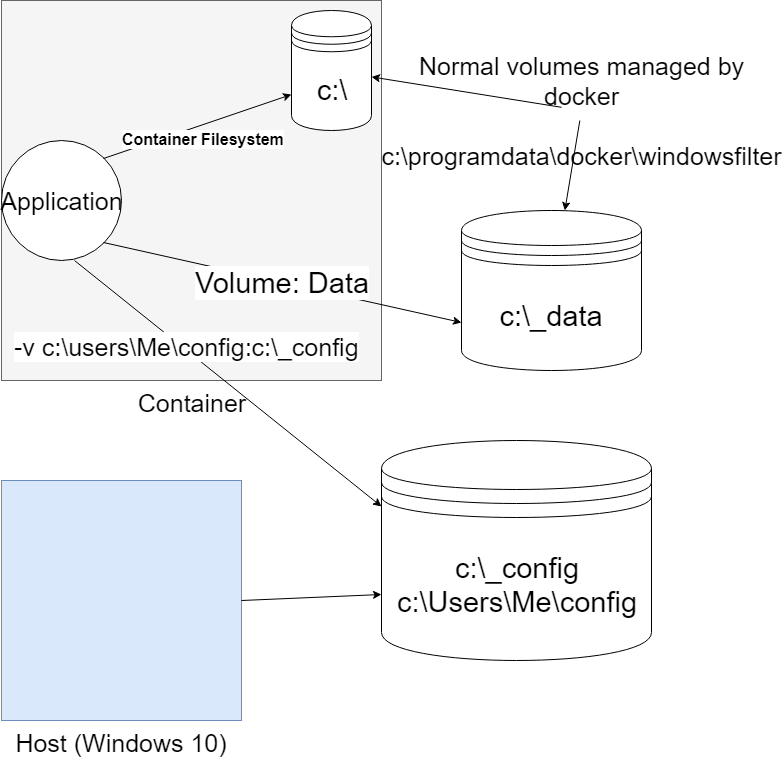 c:\
Normal volumes managed by
docker
Container Filesystem
c:\programdata\docker\windowsfilter
Application
Volume: Data
c:\_data
-v c:\users\Me\config:c:\_config
Container
c:\_config
c:\Users\Me\config
Host (Windows 10)